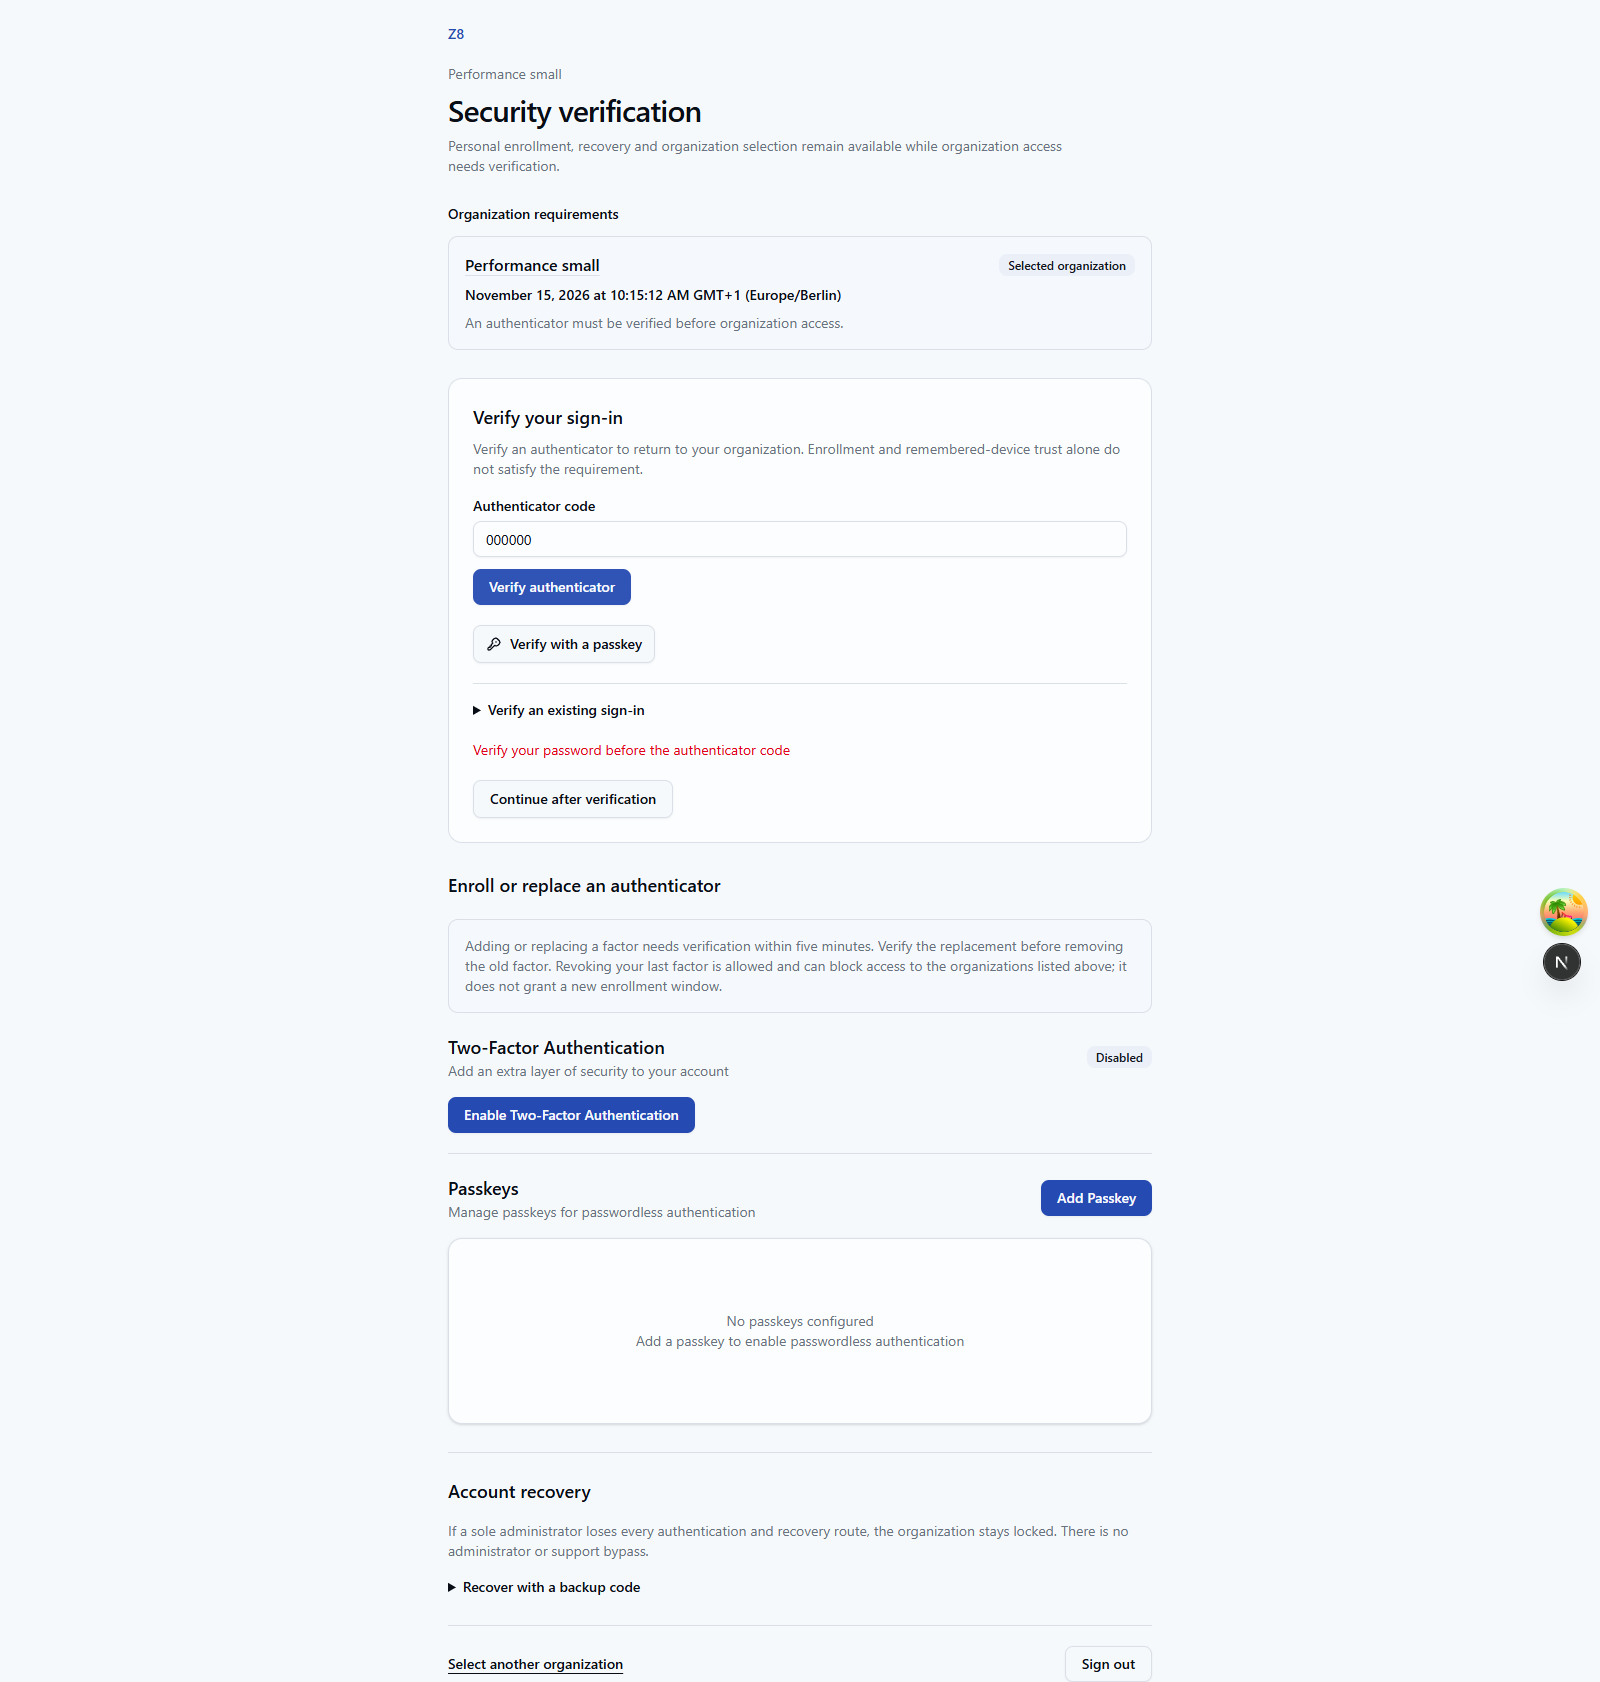 Z8
Performance small
Security verification
Personal enrollment, recovery and organization selection remain available while organization access
needs verification.
Organization requirements
Performance small
Selected organization
November 15, 2026 at 10:15:12 AM GMT+1 (Europe/Berlin)
An authenticator must be verified before organization access.
Verify your sign-in
Verify an authenticator to return to your organization. Enrollment and remembered-device trust alone do
not satisfy the requirement.
Authenticator code
000000
Verify authenticator
Verify with a passkey
Verify an existing sign-in
Verify your password before the authenticator code
Continue after verification
Enroll or replace an authenticator
Adding or replacing a factor needs verification within five minutes. Verify the replacement before removing
the old factor. Revoking your last factor is allowed and can block access to the organizations listed above; it
does not grant a new enrollment window.
Two-Factor Authentication
Disabled
Add an extra layer of security to your account
Enable Two-Factor Authentication
Passkeys
Add Passkey
Manage passkeys for passwordless authentication
No passkeys configured
Add a passkey to enable passwordless authentication
Account recovery
If a sole administrator loses every authentication and recovery route, the organization stays locked. There is no
administrator or support bypass.
Recover with a backup code
Select another organization
Sign out
N